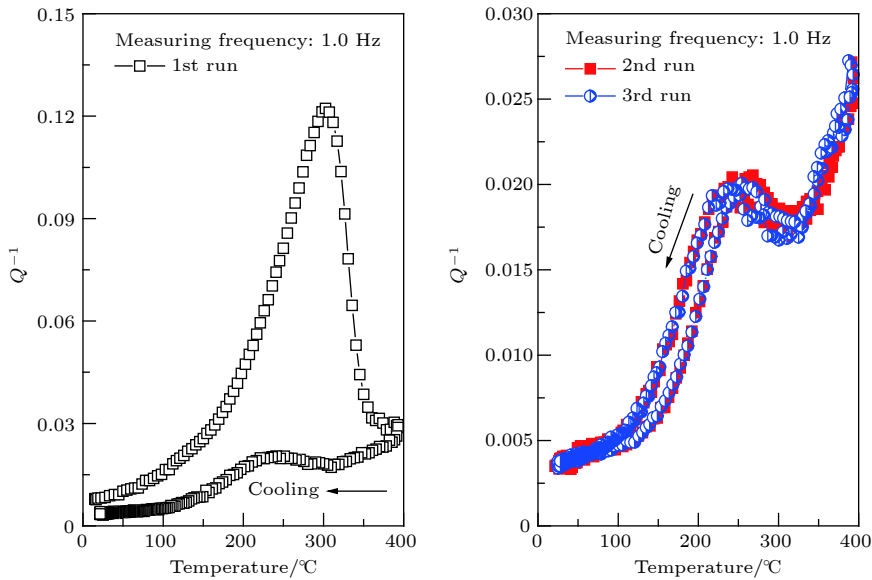 0.15
0.12
0.09
0.06
0.03
0
Q⁻¹
Measuring frequency: 1.0 Hz
1st run
Cooling
0 100 200 300 400
Temperature/℃
0.030
0.025
0.020
0.015
0.010
0.005
0
Q⁻¹
Measuring frequency: 1.0 Hz
2nd run
3rd run
Cooling
0 100 200 300 400
Temperature/℃